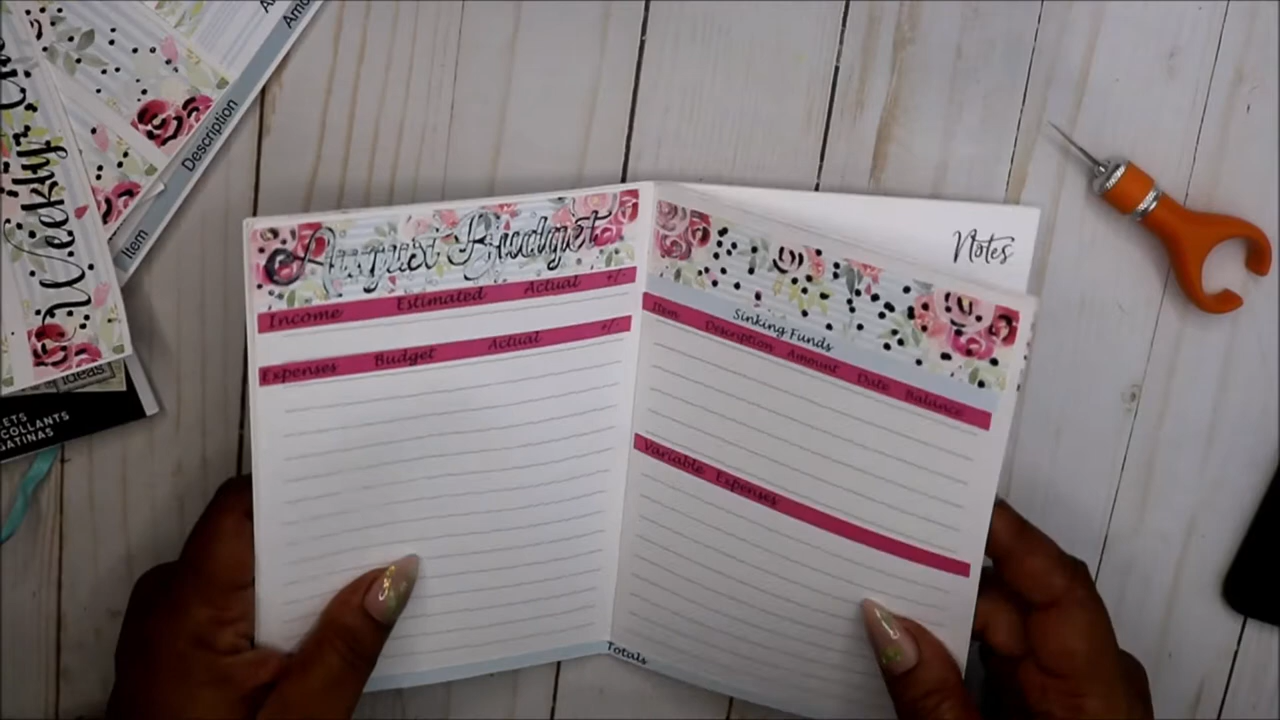 August Budget
Income Estimated Actual +/-
Expenses Budget Actual +/-
Totals
Notes
Sinking Funds
Item Description Amount Date Balance
Variable Expenses
Weekly
Item Description
ideas
COLLANTS